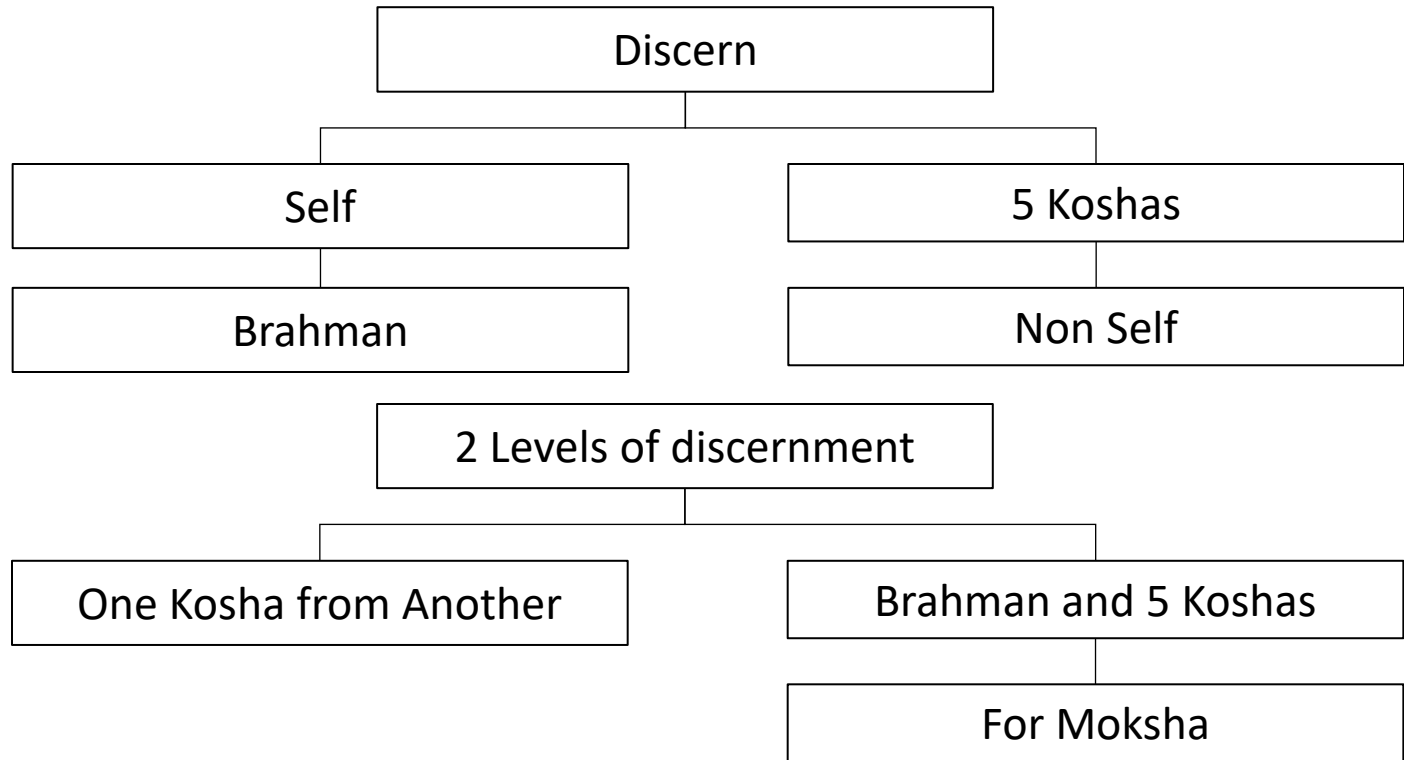 Discern
Self
5 Koshas
Brahman
Non Self
2 Levels of discernment
One Kosha from Another
Brahman and 5 Koshas
For Moksha